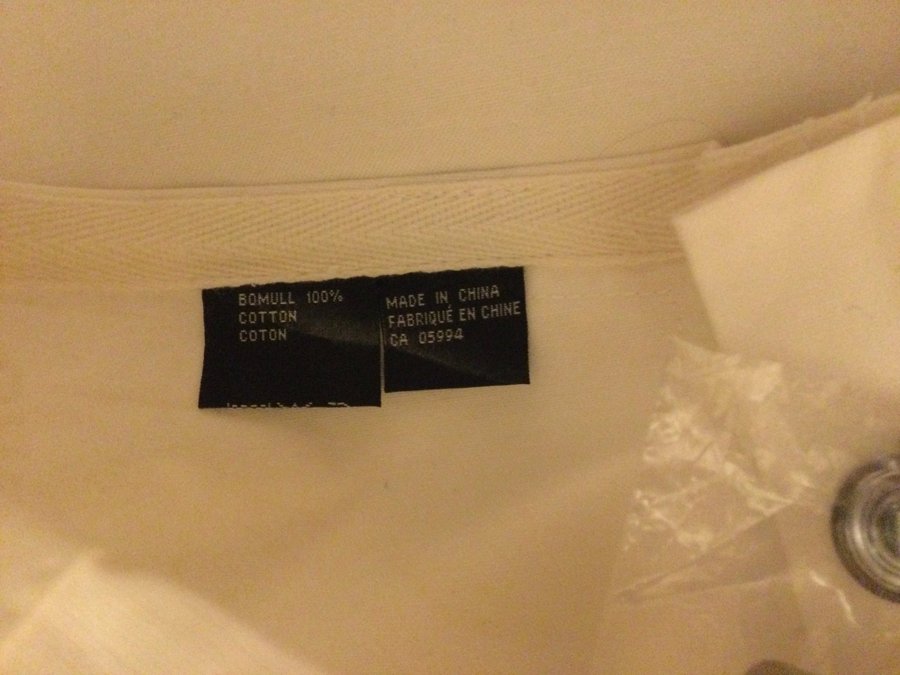 BOMULL 100%
COTTON
COTON
MADE IN CHINA
FABRIQUÉ EN CHINE
CA 05994